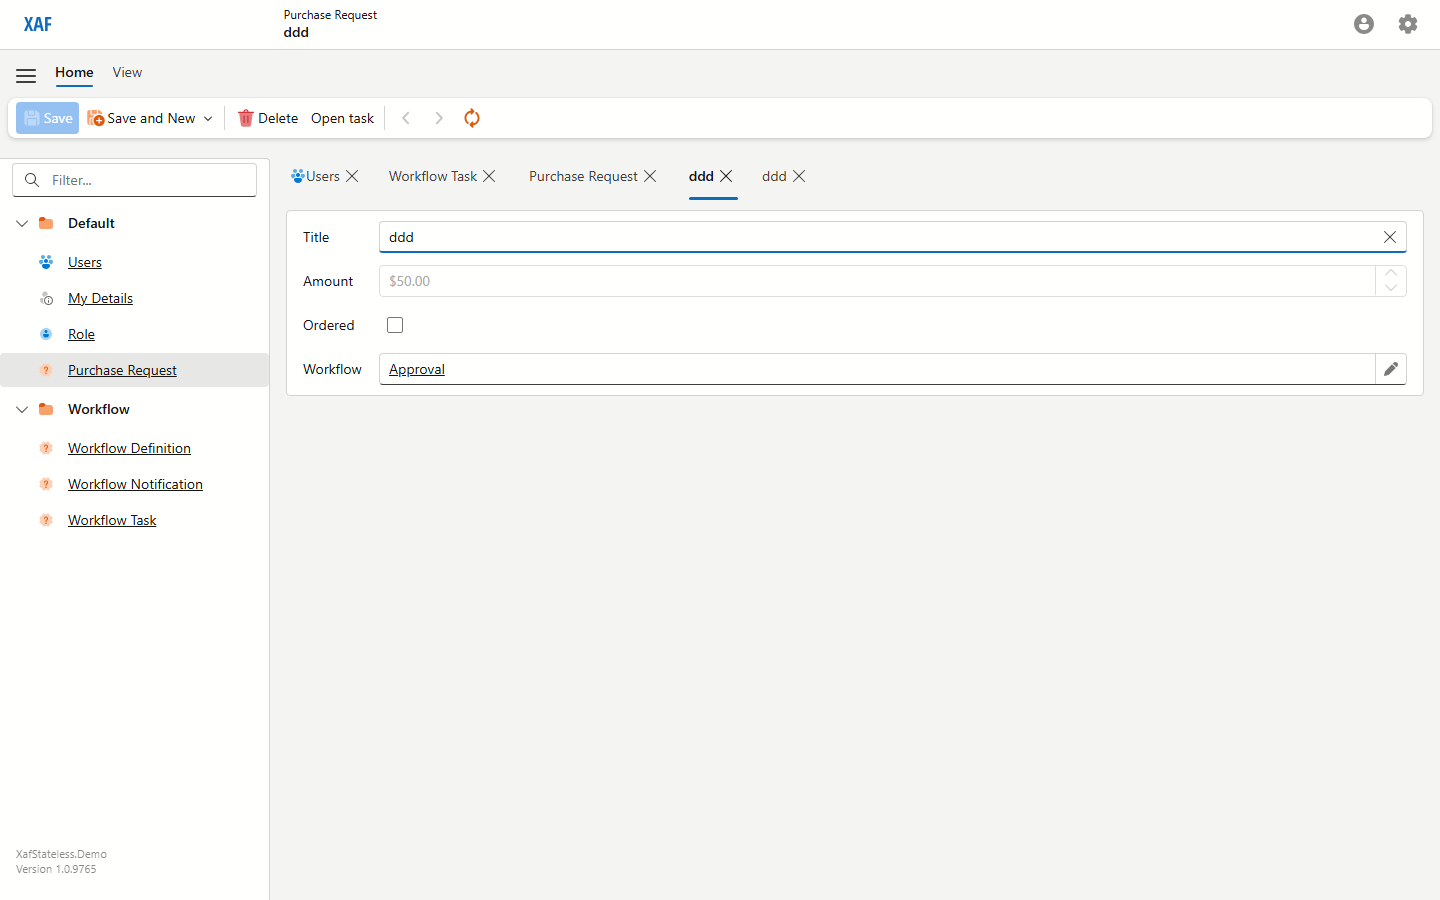 XAF
Purchase Request
ddd
Home View
Save Save and New Delete Open task
Filter...
Default
Users
My Details
Role
Purchase Request
Workflow
Workflow Definition
Workflow Notification
Workflow Task
XafStateless.Demo
Version 1.0.9765
Users Workflow Task Purchase Request ddd ddd
Title ddd
Amount $50.00
Ordered
Workflow Approval